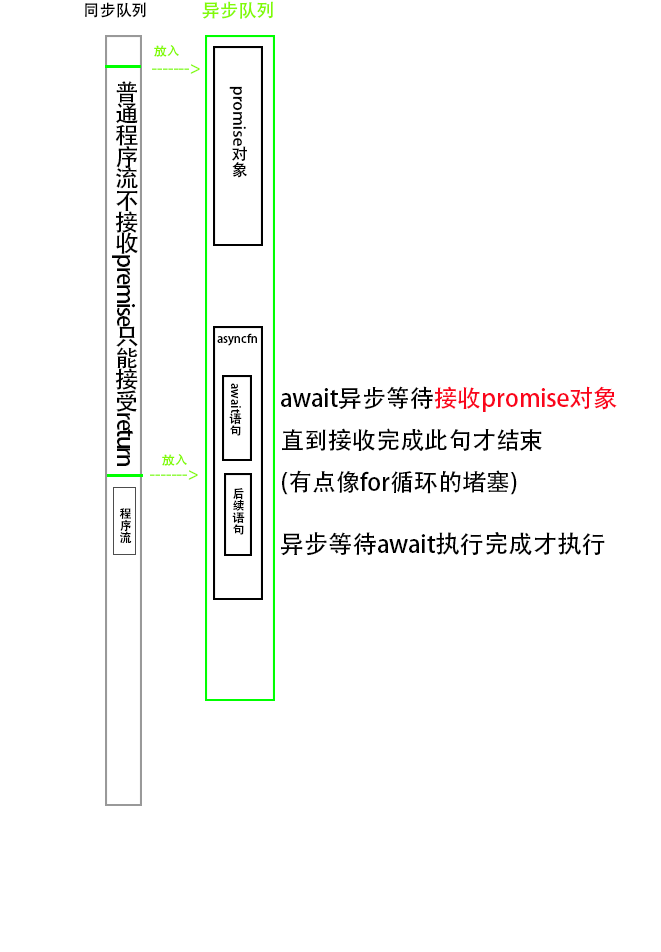 同步队列
异步队列
放入
------->
普通程序流不接收premise只能接受return
promise对象
asyncfn
await语句
await异步等待接收promise对象
直到接收完成此句才结束
(有点像for循环的堵塞)
放入
------->
程序流
后续语句
异步等待await执行完成才执行